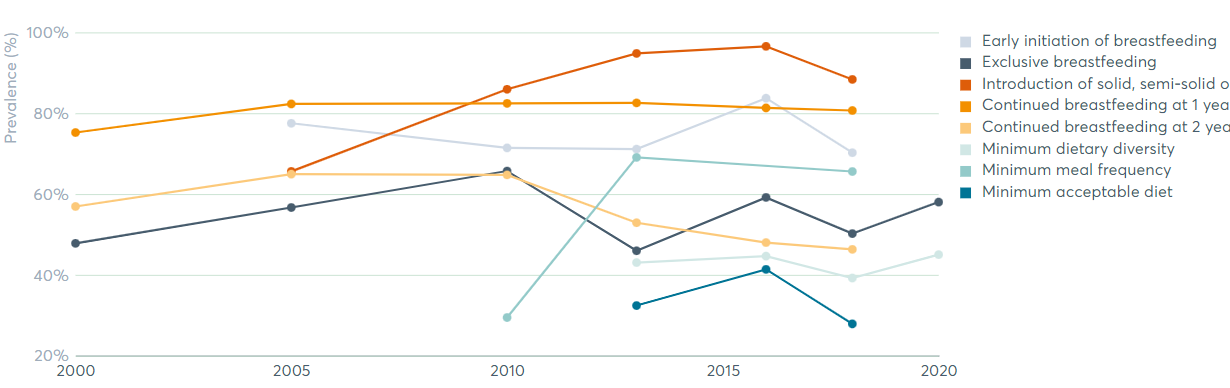 Prevalence (%)
100%
80%
60%
40%
20%
2000 2005 2010 2015 2020
Early initiation of breastfeeding
Exclusive breastfeeding
Introduction of solid, semi-solid o
Continued breastfeeding at 1 yea
Continued breastfeeding at 2 yea
Minimum dietary diversity
Minimum meal frequency
Minimum acceptable diet